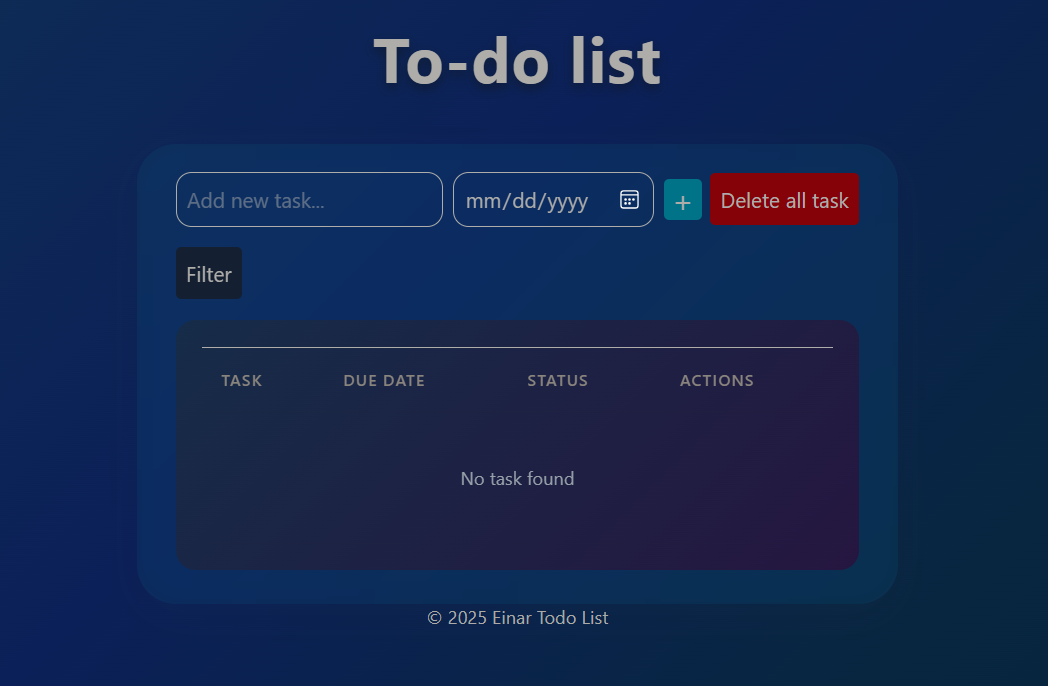 To-do list
Add new task... mm/dd/yyyy + Delete all task
Filter
TASK DUE DATE STATUS ACTIONS
No task found
© 2025 Einar Todo List